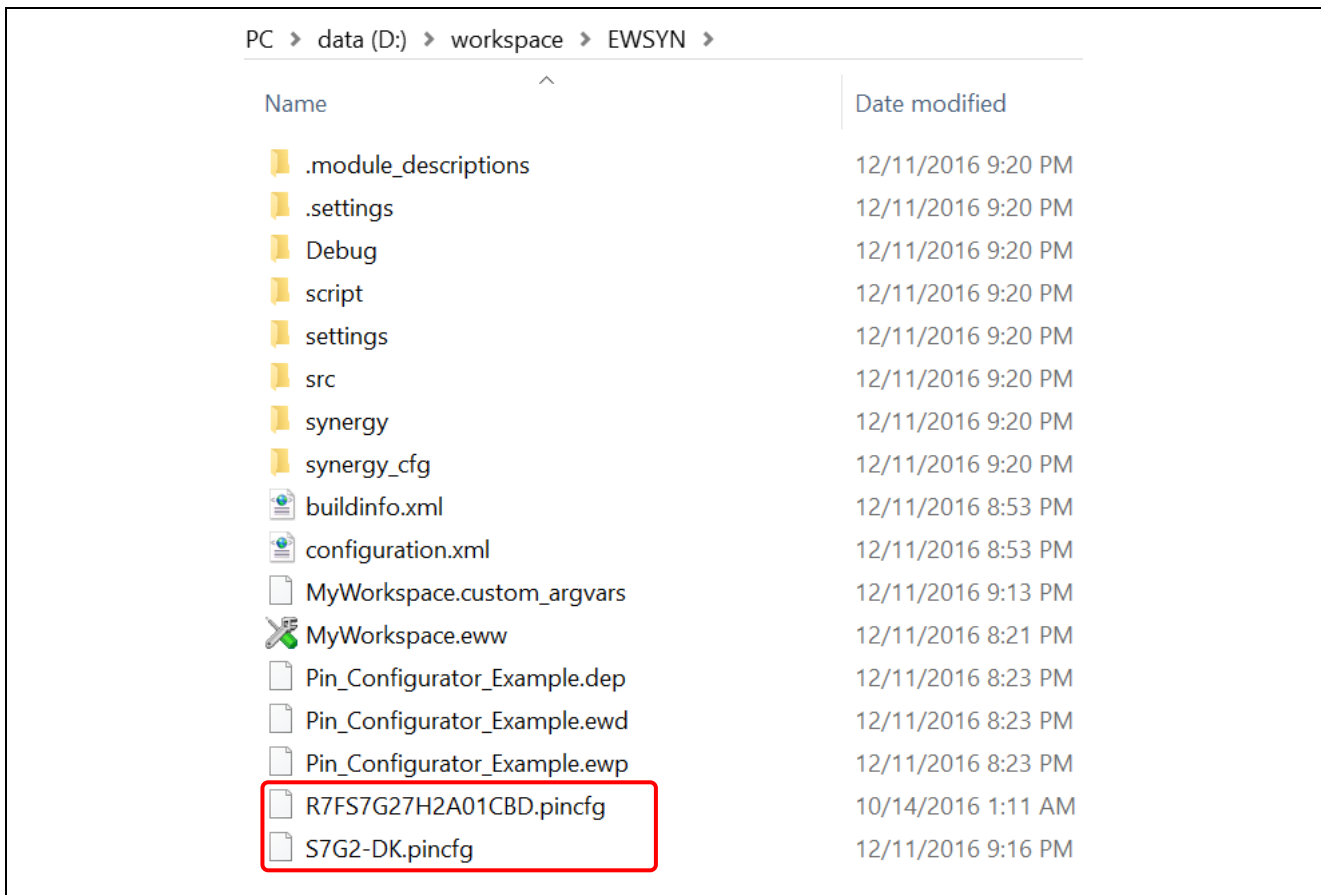 PC > data (D:) > workspace > EWSYN >
Name Date modified
.module_descriptions 12/11/2016 9:20 PM
.settings 12/11/2016 9:20 PM
Debug 12/11/2016 9:20 PM
script 12/11/2016 9:20 PM
settings 12/11/2016 9:20 PM
src 12/11/2016 9:20 PM
synergy 12/11/2016 9:20 PM
synergy_cfg 12/11/2016 9:20 PM
buildinfo.xml 12/11/2016 8:53 PM
configuration.xml 12/11/2016 8:53 PM
MyWorkspace.custom_argvars 12/11/2016 9:13 PM
MyWorkspace.eww 12/11/2016 8:21 PM
Pin_Configurator_Example.dep 12/11/2016 8:23 PM
Pin_Configurator_Example.ewd 12/11/2016 8:23 PM
Pin_Configurator_Example.ewp 12/11/2016 8:23 PM
R7FS7G27H2A01CBD.pincfg 10/14/2016 1:11 AM
S7G2-DK.pincfg 12/11/2016 9:16 PM